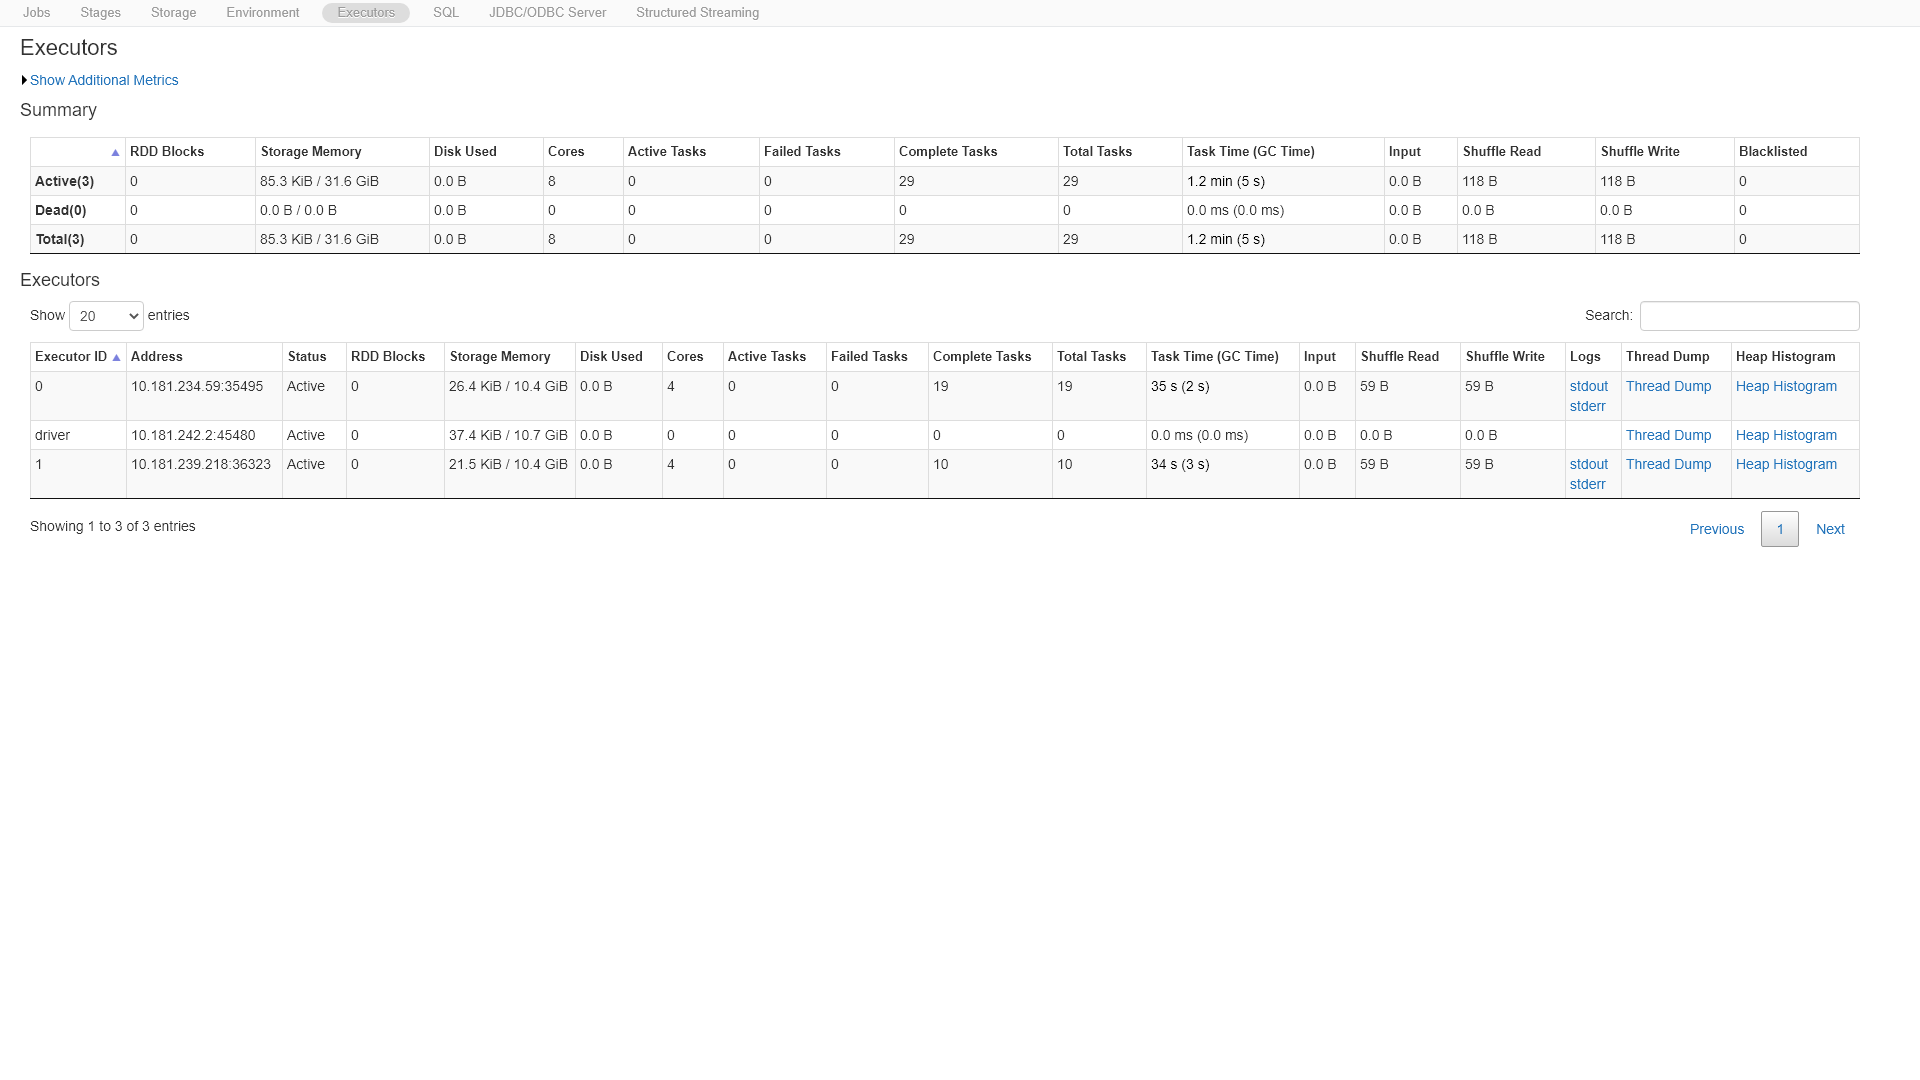 Jobs Stages Storage Environment Executors SQL JDBC/ODBC Server Structured Streaming
Executors
Show Additional Metrics
Summary
RDD Blocks Storage Memory Disk Used Cores Active Tasks Failed Tasks Complete Tasks Total Tasks Task Time (GC Time) Input Shuffle Read Shuffle Write Blacklisted
Active(3) 0 85.3 KiB / 31.6 GiB 0.0 B 8 0 0 29 29 1.2 min (5 s) 0.0 B 118 B 118 B 0
Dead(0) 0 0.0 B / 0.0 B 0.0 B 0 0 0 0 0 0.0 ms (0.0 ms) 0.0 B 0.0 B 0.0 B 0
Total(3) 0 85.3 KiB / 31.6 GiB 0.0 B 8 0 0 29 29 1.2 min (5 s) 0.0 B 118 B 118 B 0
Executors
Show 20 entries Search:
Executor ID Address Status RDD Blocks Storage Memory Disk Used Cores Active Tasks Failed Tasks Complete Tasks Total Tasks Task Time (GC Time) Input Shuffle Read Shuffle Write Logs Thread Dump Heap Histogram
0 10.181.234.59:35495 Active 0 26.4 KiB / 10.4 GiB 0.0 B 4 0 0 19 19 35 s (2 s) 0.0 B 59 B 59 B stdout Thread Dump Heap Histogram
stderr
driver 10.181.242.2:45480 Active 0 37.4 KiB / 10.7 GiB 0.0 B 0 0 0 0 0 0.0 ms (0.0 ms) 0.0 B 0.0 B 0.0 B Thread Dump Heap Histogram
1 10.181.239.218:36323 Active 0 21.5 KiB / 10.4 GiB 0.0 B 4 0 0 10 10 34 s (3 s) 0.0 B 59 B 59 B stdout Thread Dump Heap Histogram
stderr
Showing 1 to 3 of 3 entries Previous 1 Next